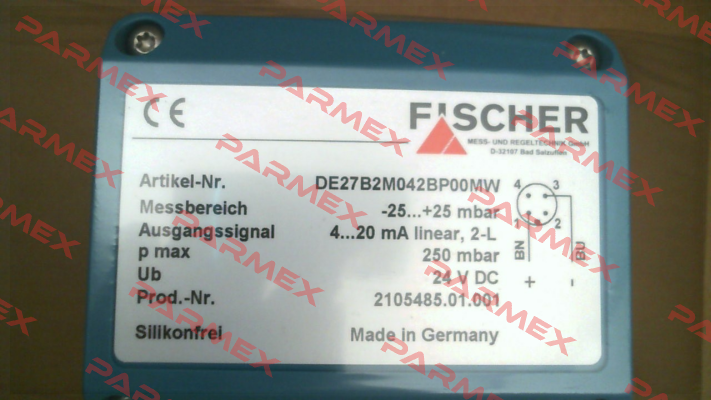 CE
FISCHER
MESS- UND REGELTECHNIK GmbH
D-32107 Bad Salzuflen
Artikel-Nr. DE27B2M042BP00MW
Messbereich -25...+25 mbar
Ausgangssignal 4...20 mA linear, 2-L
p max 250 mbar
Ub 24 V DC
Prod.-Nr. 2105485.01.001
Silikonfrei Made in Germany
4 3
2
BN BU
+ -
PARMEX
PARMEX
PARMEX
PARMEX
PARMEX
PARMEX
PARMEX
PARMEX
PARMEX